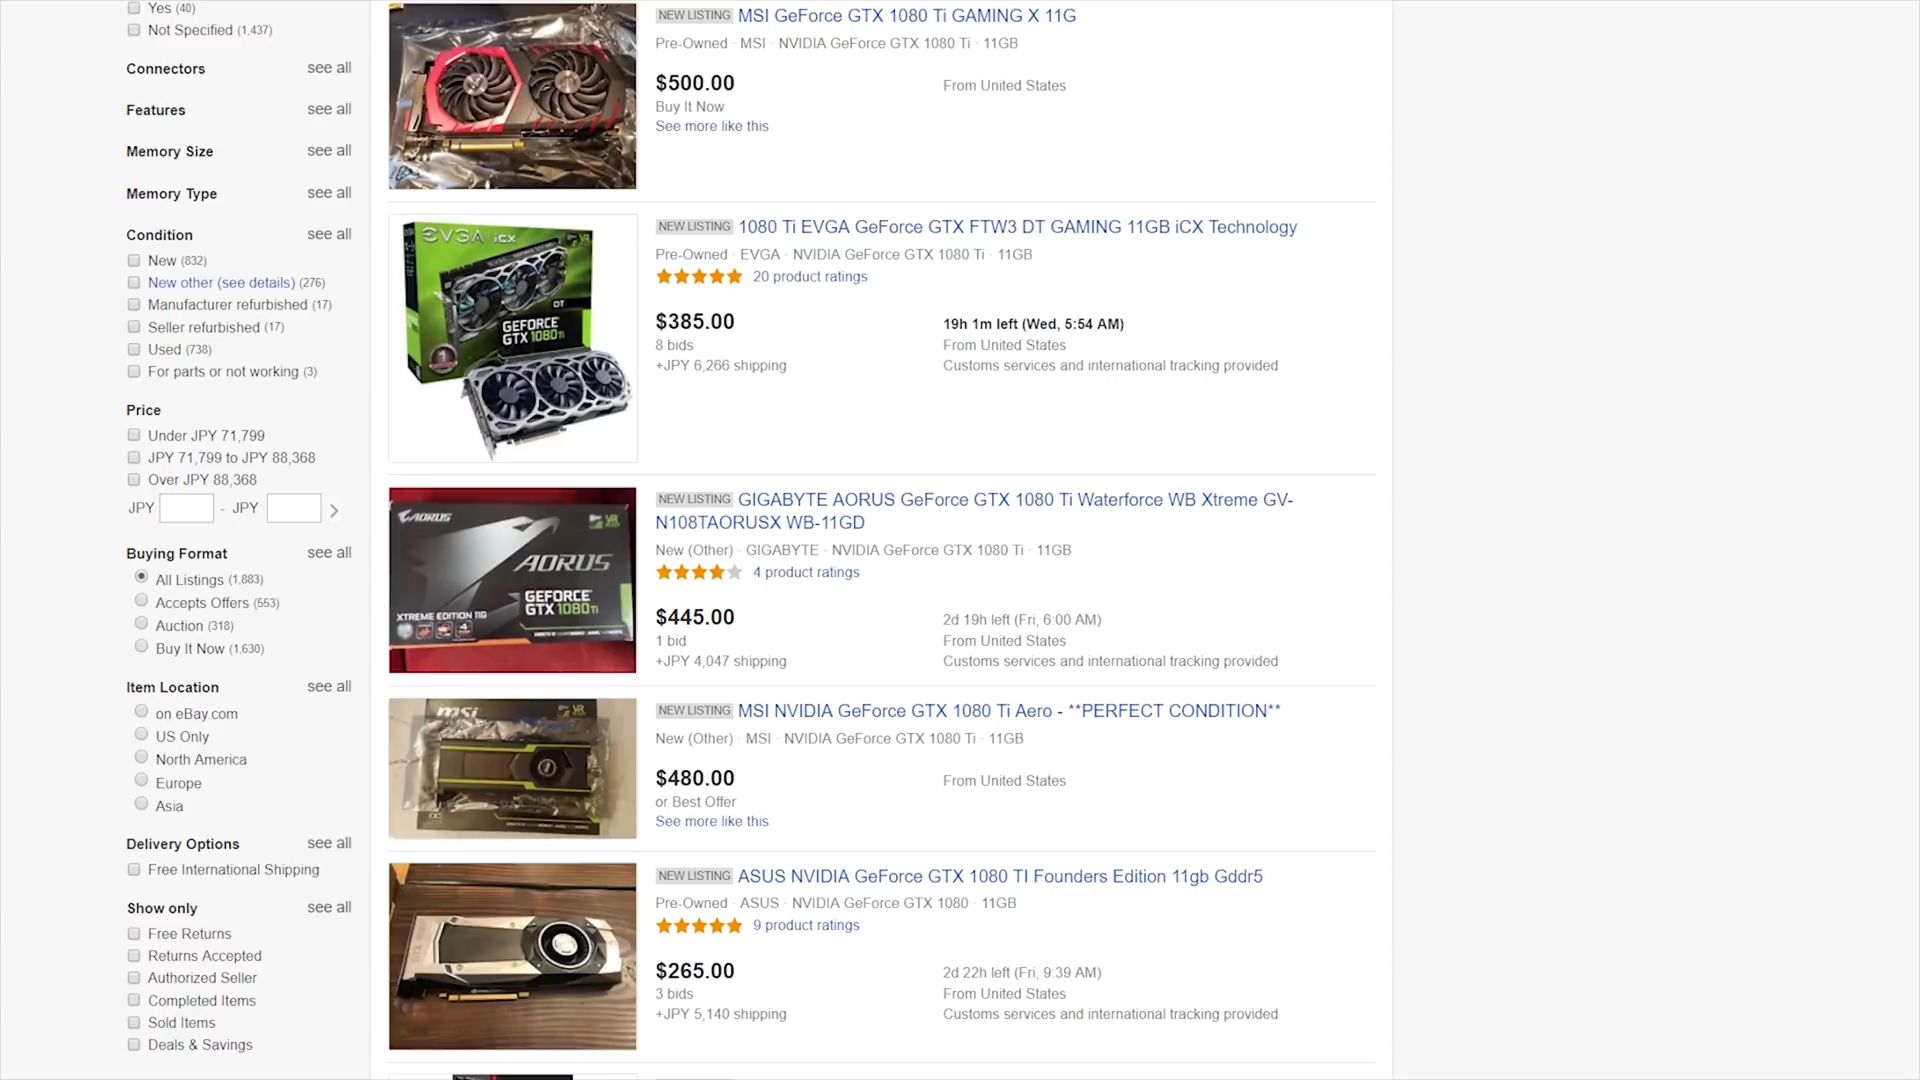 Yes (40)
Not Specified (1,437)
Connectors see all
Features see all
Memory Size see all
Memory Type see all
Condition see all
New (832)
New other (see details) (276)
Manufacturer refurbished (17)
Seller refurbished (17)
Used (738)
For parts or not working (3)
Price
Under JPY 71,799
JPY 71,799 to JPY 88,368
Over JPY 88,368
JPY - JPY
Buying Format see all
All Listings (1,883)
Accepts Offers (553)
Auction (318)
Buy It Now (1,630)
Item Location see all
on eBay.com
US Only
North America
Europe
Asia
Delivery Options see all
Free International Shipping
Show only see all
Free Returns
Returns Accepted
Authorized Seller
Completed Items
Sold Items
Deals & Savings
NEW LISTING MSI GeForce GTX 1080 Ti GAMING X 11G
Pre-Owned · MSI · NVIDIA GeForce GTX 1080 Ti · 11GB
$500.00
From United States
Buy It Now
See more like this
EVGA iCX
VR
DT
GEFORCE
GTX 1080 Ti
NEW LISTING 1080 Ti EVGA GeForce GTX FTW3 DT GAMING 11GB iCX Technology
Pre-Owned · EVGA · NVIDIA GeForce GTX 1080 Ti · 11GB
20 product ratings
$385.00
19h 1m left (Wed, 5:54 AM)
8 bids
From United States
+JPY 6,266 shipping
Customs services and international tracking provided
AORUS
VR
AORUS
GEFORCE
GTX 1080 Ti
XTREME EDITION 11G
NEW LISTING GIGABYTE AORUS GeForce GTX 1080 Ti Waterforce WB Xtreme GV-
N108TAORUSX WB-11GD
New (Other) · GIGABYTE · NVIDIA GeForce GTX 1080 Ti · 11GB
4 product ratings
$445.00
2d 19h left (Fri, 6:00 AM)
1 bid
From United States
+JPY 4,047 shipping
Customs services and international tracking provided
msi
VR
NEW LISTING MSI NVIDIA GeForce GTX 1080 Ti Aero - **PERFECT CONDITION**
New (Other) · MSI · NVIDIA GeForce GTX 1080 Ti · 11GB
$480.00
From United States
or Best Offer
See more like this
NEW LISTING ASUS NVIDIA GeForce GTX 1080 TI Founders Edition 11gb Gddr5
Pre-Owned · ASUS · NVIDIA GeForce GTX 1080 · 11GB
9 product ratings
$265.00
2d 22h left (Fri, 9:39 AM)
3 bids
From United States
+JPY 5,140 shipping
Customs services and international tracking provided